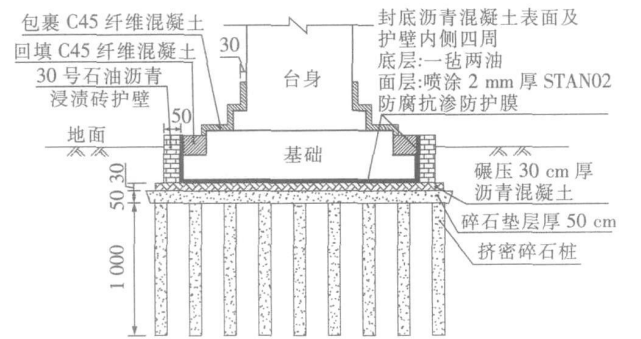 包裹 C45 纤维混凝土
回填 C45 纤维混凝土
30 号石油沥青
浸渍砖护壁
30
50
地面
台身
基础
封底沥青混凝土表面及
护壁内侧四周
底层:一毡两油
面层:喷涂 2 mm 厚 STAN02
防腐抗渗防护膜
碾压 30 cm 厚
沥青混凝土
碎石垫层厚 50 cm
挤密碎石桩
30
50
1 000